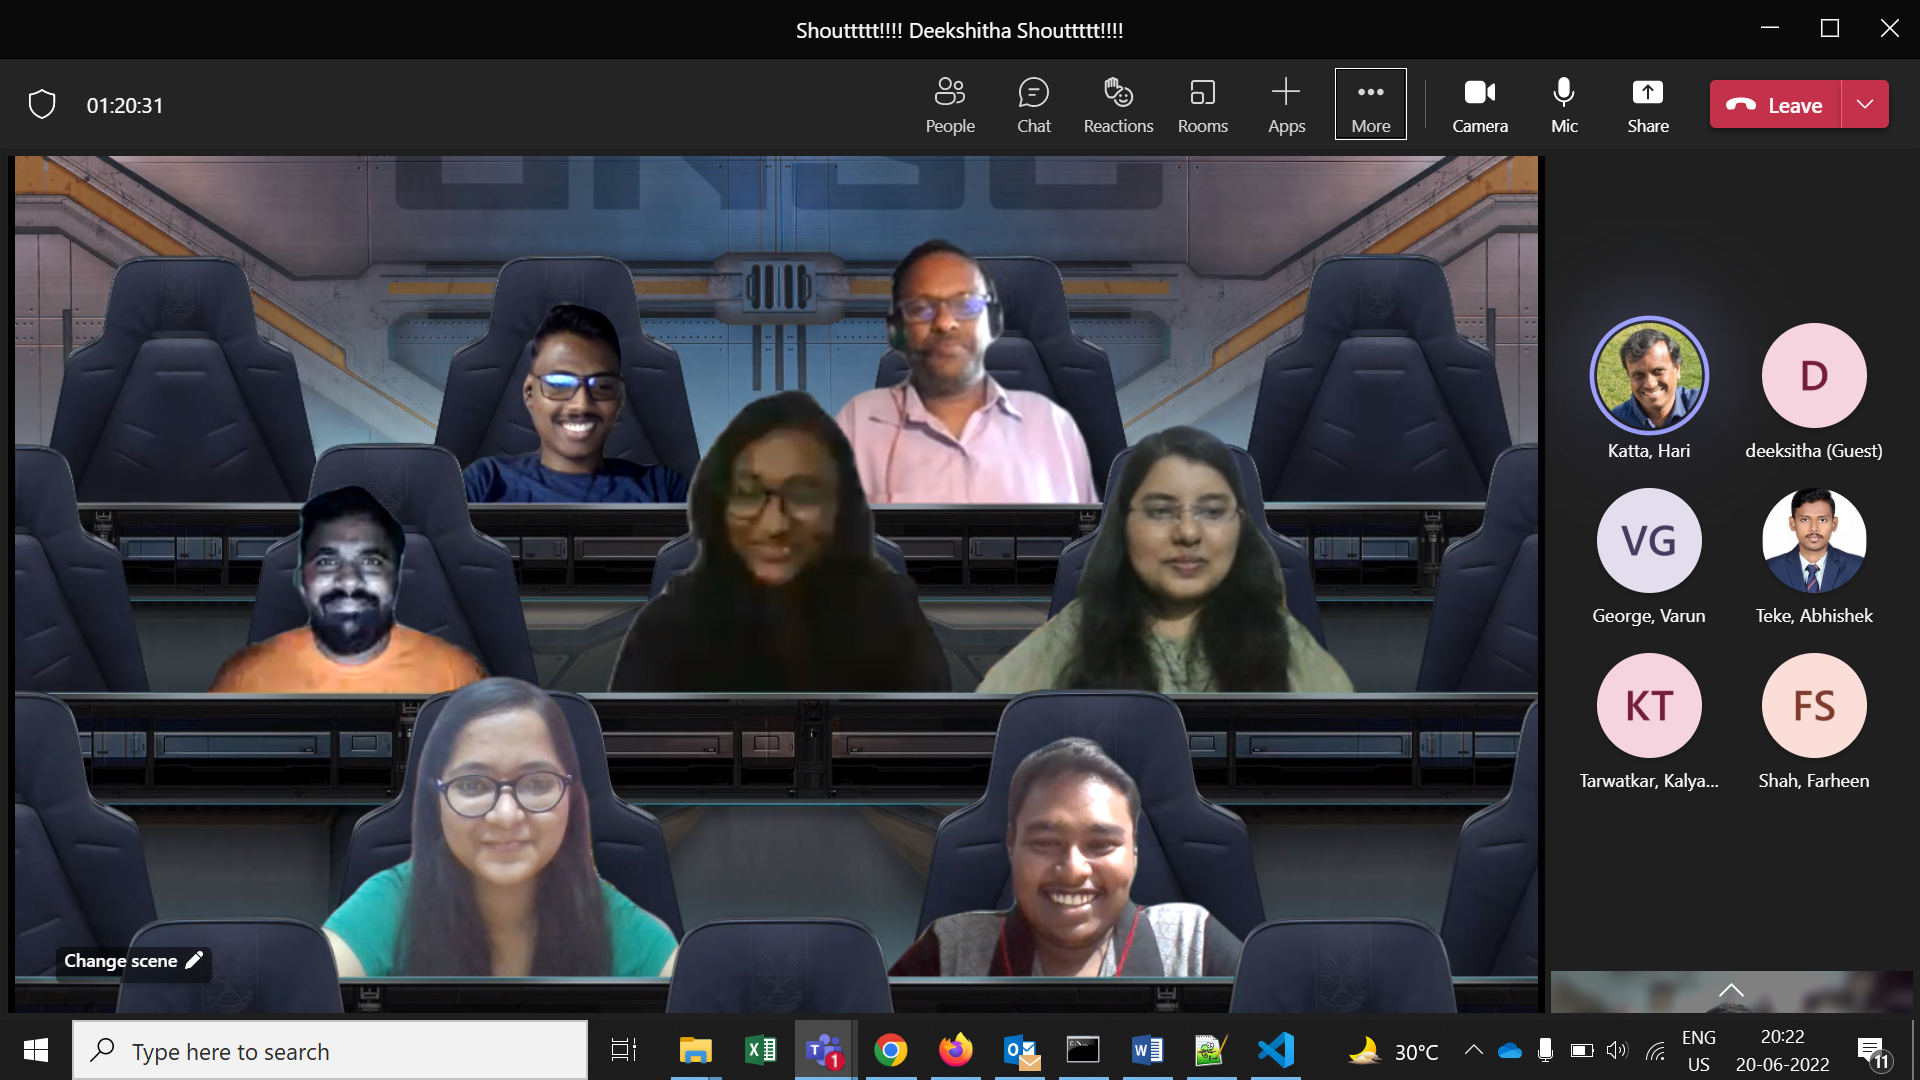 Shouttttt!!!! Deekshitha Shouttttt!!!!
01:20:31
People
Chat
Reactions
Rooms
Apps
More
Camera
Mic
Share
Leave
Katta, Hari
D
deeksitha (Guest)
VG
George, Varun
Teke, Abhishek
KT
Tarwatkar, Kalya...
FS
Shah, Farheen
Change scene
Type here to search
1
30°C
ENG
US
20:22
20-06-2022
11